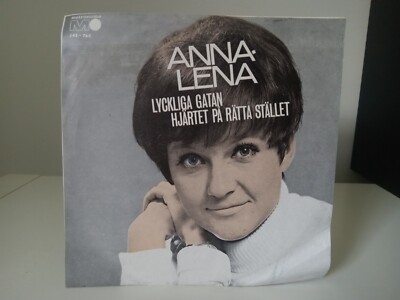 ANNA-
LENA
LYCKLIGA GATAN
HJÄRTET PÅ RÄTTA STÄLLET